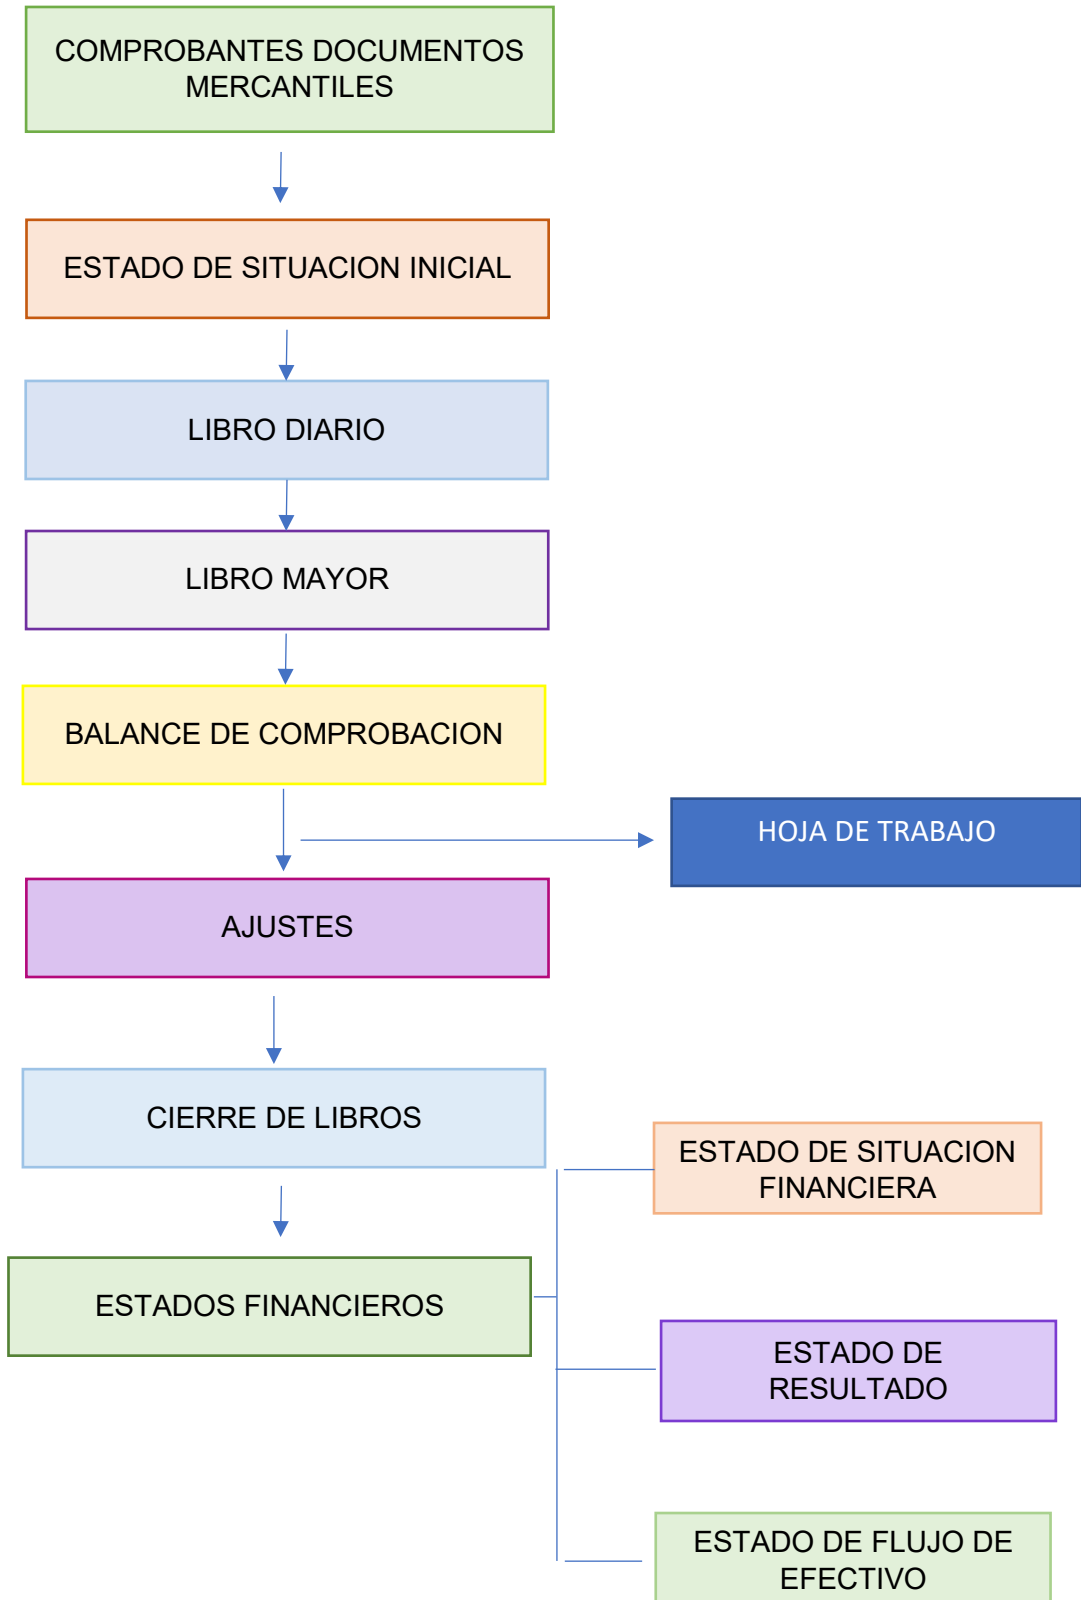 COMPROBANTES DOCUMENTOS
MERCANTILES
ESTADO DE SITUACION INICIAL
LIBRO DIARIO
LIBRO MAYOR
BALANCE DE COMPROBACION
HOJA DE TRABAJO
AJUSTES
CIERRE DE LIBROS
ESTADO DE SITUACION
FINANCIERA
ESTADOS FINANCIEROS
ESTADO DE
RESULTADO
ESTADO DE FLUJO DE
EFECTIVO